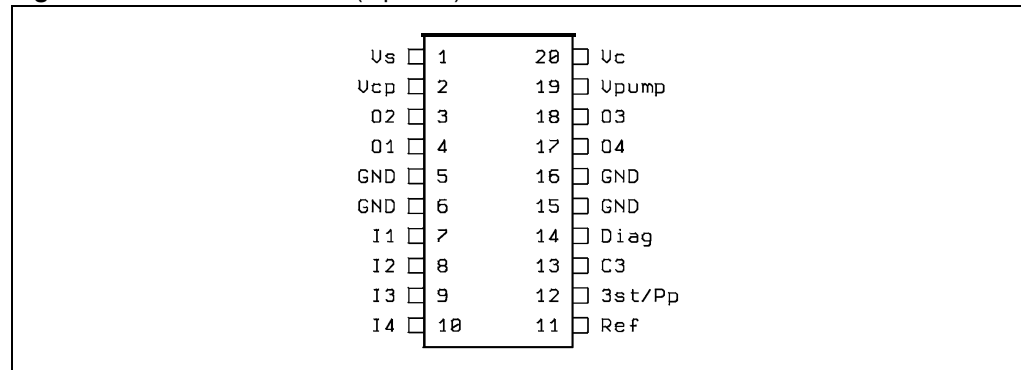 Vs 1 20 Vc
Vcp 2 19 Vpump
O2 3 18 O3
O1 4 17 O4
GND 5 16 GND
GND 6 15 GND
I1 7 14 Diag
I2 8 13 C3
I3 9 12 3st/Pp
I4 10 11 Ref